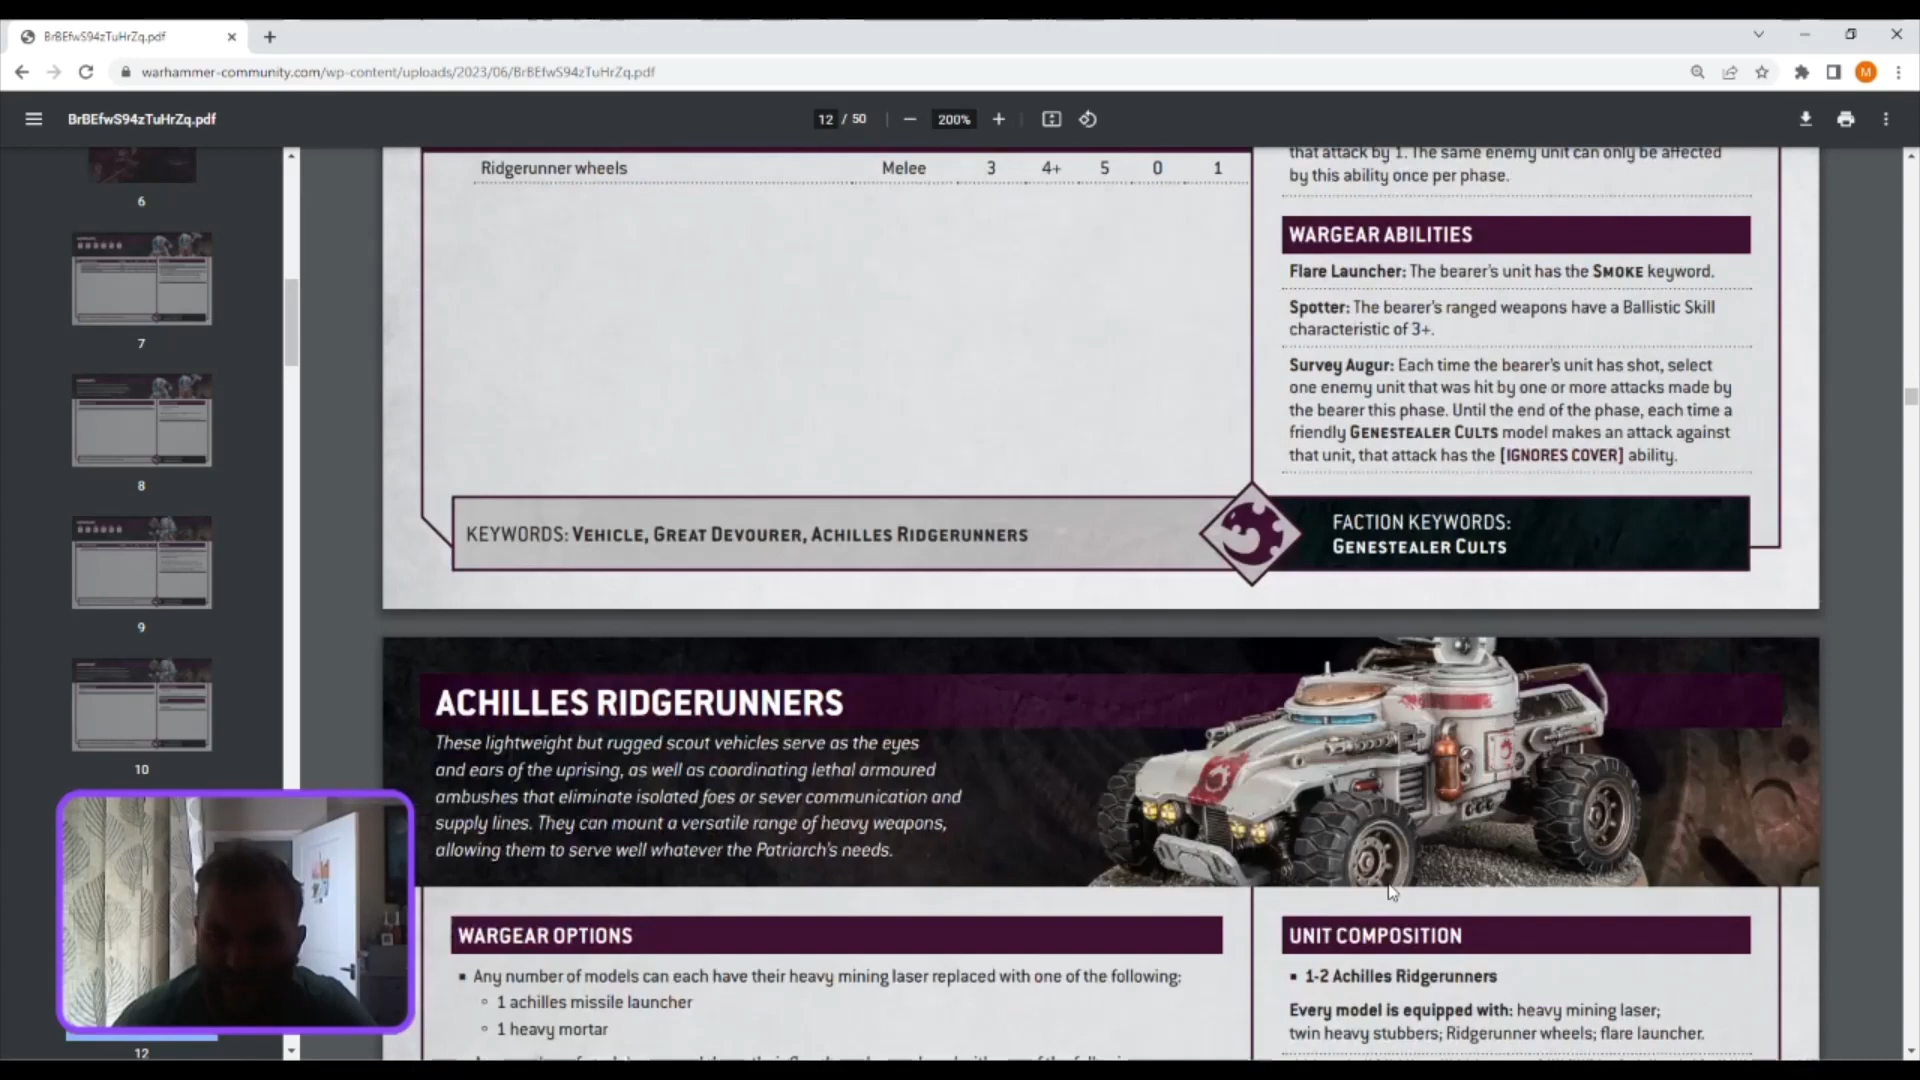 BrBEfwS94zTuHrZq.pdf
warhammer-community.com/wp-content/uploads/2023/06/BrBEfwS94zTuHrZq.pdf
M
BrBEfwS94zTuHrZq.pdf
12 / 50
200%
6
7
8
9
10
12
Ridgerunner wheels Melee 3 4+ 5 0 1
that attack by 1. The same enemy unit can only be affected
by this ability once per phase.
WARGEAR ABILITIES
Flare Launcher: The bearer's unit has the SMOKE keyword.
Spotter: The bearer's ranged weapons have a Ballistic Skill
characteristic of 3+.
Survey Augur: Each time the bearer's unit has shot, select
one enemy unit that was hit by one or more attacks made by
the bearer this phase. Until the end of the phase, each time a
friendly GENESTEALER CULTS model makes an attack against
that unit, that attack has the [IGNORES COVER] ability.
KEYWORDS: VEHICLE, GREAT DEVOURER, ACHILLES RIDGERUNNERS
FACTION KEYWORDS:
GENESTEALER CULTS
ACHILLES RIDGERUNNERS
These lightweight but rugged scout vehicles serve as the eyes
and ears of the uprising, as well as coordinating lethal armoured
ambushes that eliminate isolated foes or sever communication and
supply lines. They can mount a versatile range of heavy weapons,
allowing them to serve well whatever the Patriarch's needs.
WARGEAR OPTIONS
▪ Any number of models can each have their heavy mining laser replaced with one of the following:
◦ 1 achilles missile launcher
◦ 1 heavy mortar
UNIT COMPOSITION
▪ 1-2 Achilles Ridgerunners
Every model is equipped with: heavy mining laser;
twin heavy stubbers; Ridgerunner wheels; flare launcher.